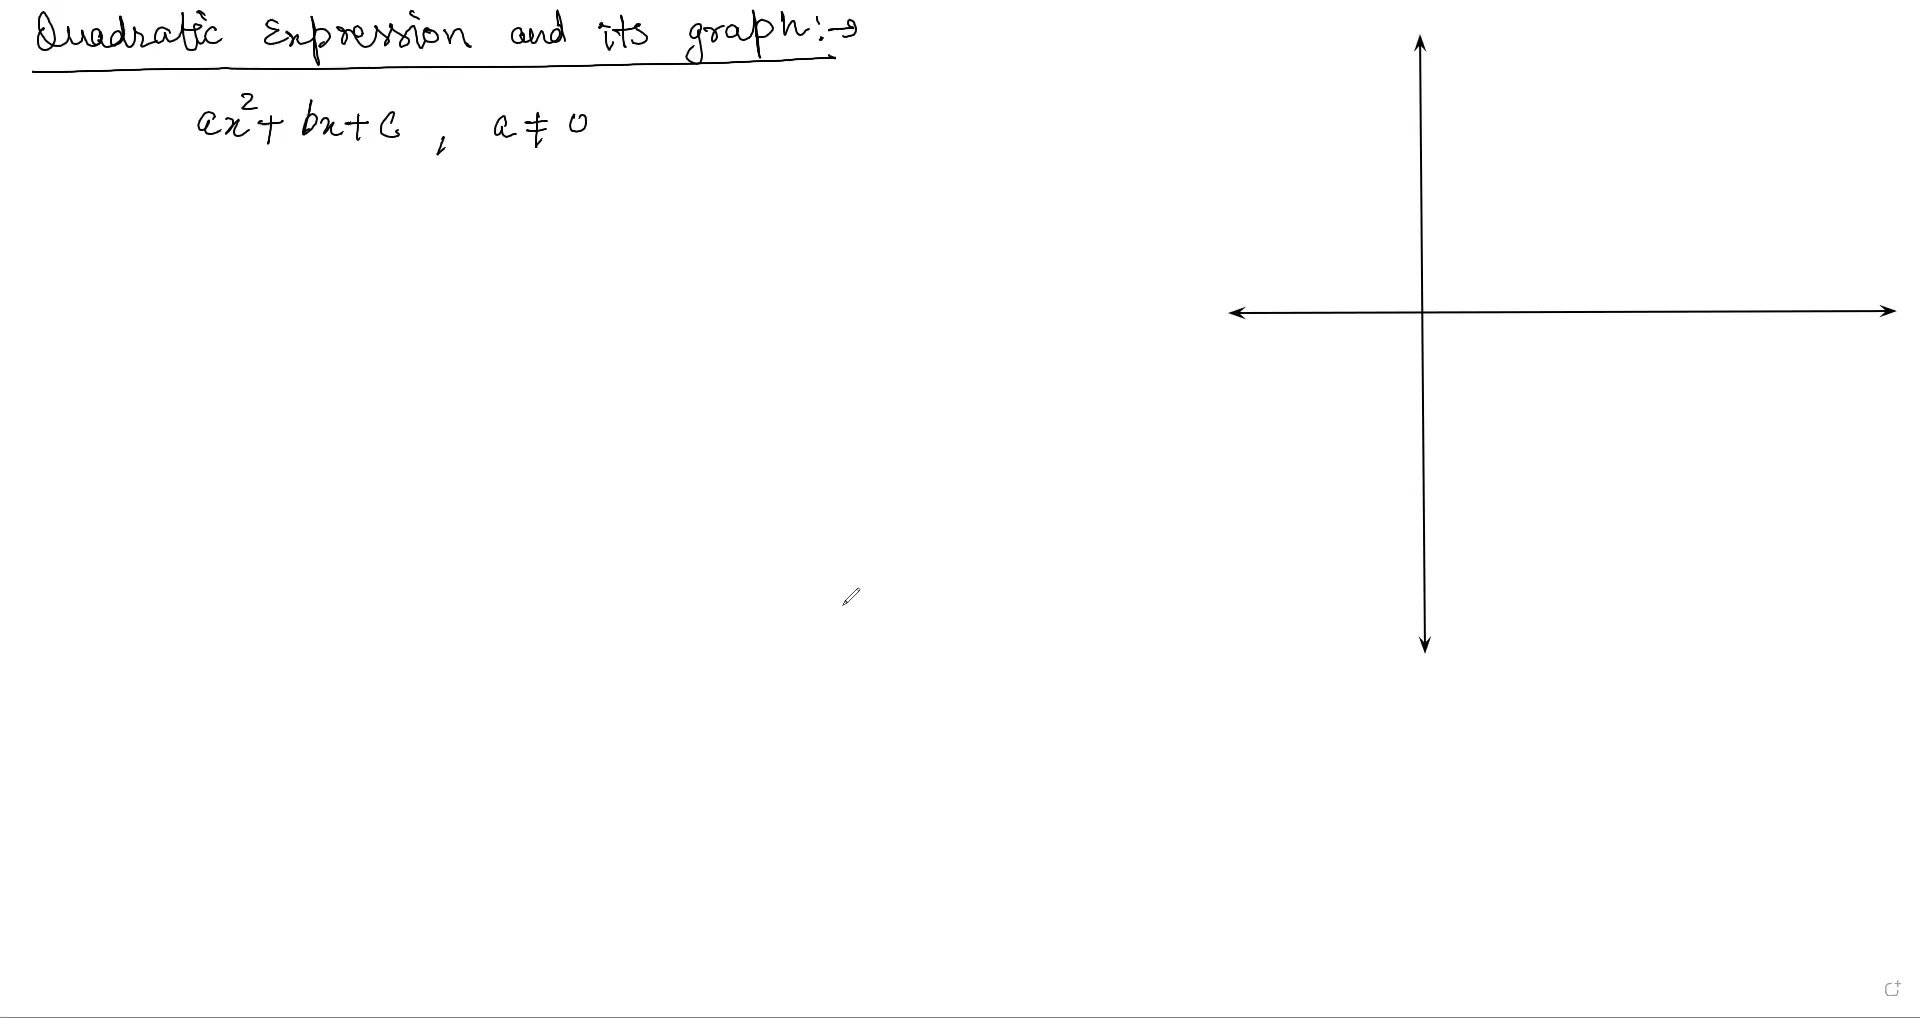 Quadratic Expression and its graph:→
ax²+ bx+c , a ≠ 0